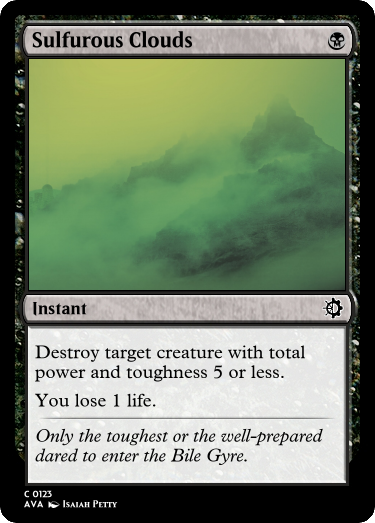 Sulfurous Clouds
Instant
Destroy target creature with total
power and toughness 5 or less.
You lose 1 life.
Only the toughest or the well-prepared
dared to enter the Bile Gyre.
C 0123
AVA Isaiah Petty